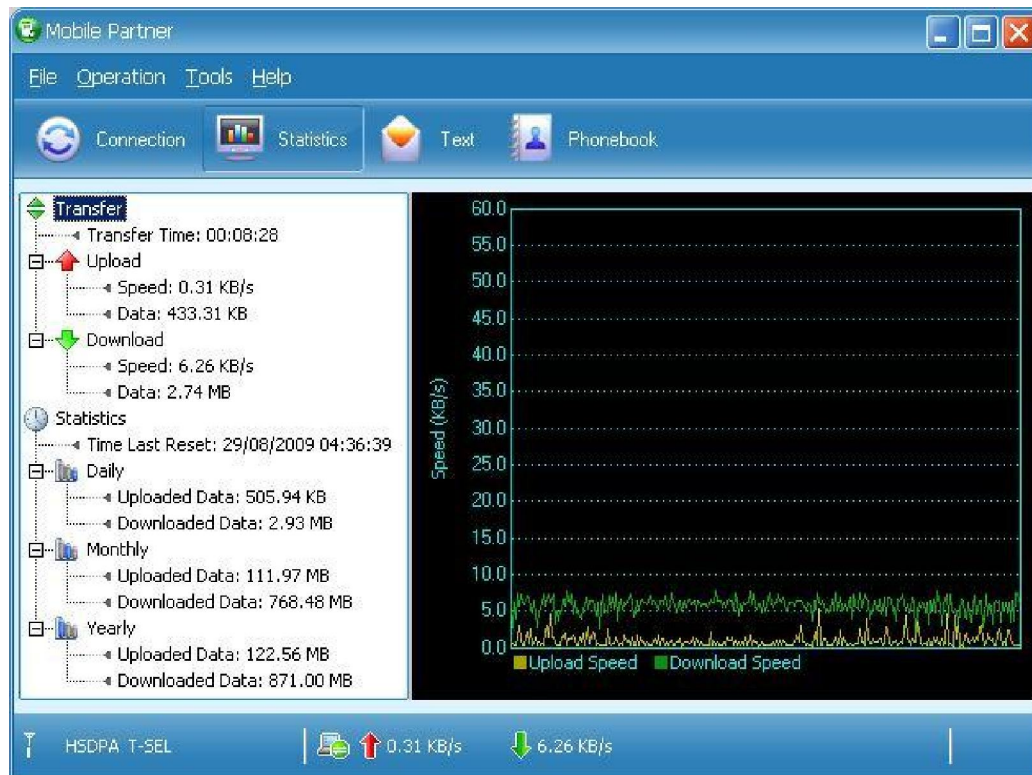 Mobile Partner
File Operation Tools Help
Connection Statistics Text Phonebook
Transfer
Transfer Time: 00:08:28
Upload
Speed: 0.31 KB/s
Data: 433.31 KB
Download
Speed: 6.26 KB/s
Data: 2.74 MB
Statistics
Time Last Reset: 29/08/2009 04:36:39
Daily
Uploaded Data: 505.94 KB
Downloaded Data: 2.93 MB
Monthly
Uploaded Data: 111.97 MB
Downloaded Data: 768.48 MB
Yearly
Uploaded Data: 122.56 MB
Downloaded Data: 871.00 MB
60.0
55.0
50.0
45.0
40.0
35.0
30.0
25.0
20.0
15.0
10.0
5.0
0.0
Speed (KB/s)
Upload Speed Download Speed
HSDPA T-SEL 0.31 KB/s 6.26 KB/s